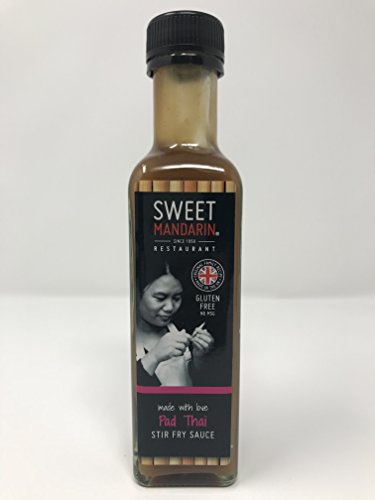 SWEET
MANDARIN
SINCE 1950
RESTAURANT
GLUTEN
FREE
NO MSG
made with love
Pad Thai
STIR FRY SAUCE